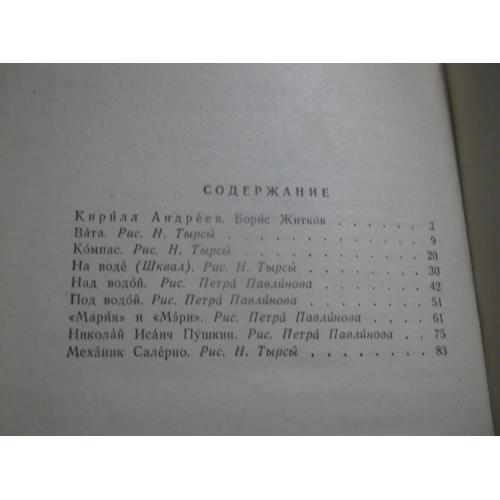 СОДЕРЖАНИЕ
Кири́лл Андре́ев. Бори́с Житко́в . . . . . . 3
Ва́та. Рис. Н. Тырсы́ . . . . . . . . . . 9
Ко́мпас. Рис. Н. Тырсы́ . . . . . . . . . 20
На воде́ (Шквал). Рис. Н. Тырсы́ . . . . . . 30
Над водо́й. Рис. Петра́ Павли́нова . . . . . . 42
Под водо́й. Рис. Петра́ Павли́нова . . . . . . 51
«Мари́я» и «Мэ́ри». Рис. Петра́ Павли́нова . . . . 61
Никола́й Иса́ич Пу́шкин. Рис. Петра́ Павли́нова . . 75
Меха́ник Сале́рно. Рис. Н. Тырсы́ . . . . . . . 83